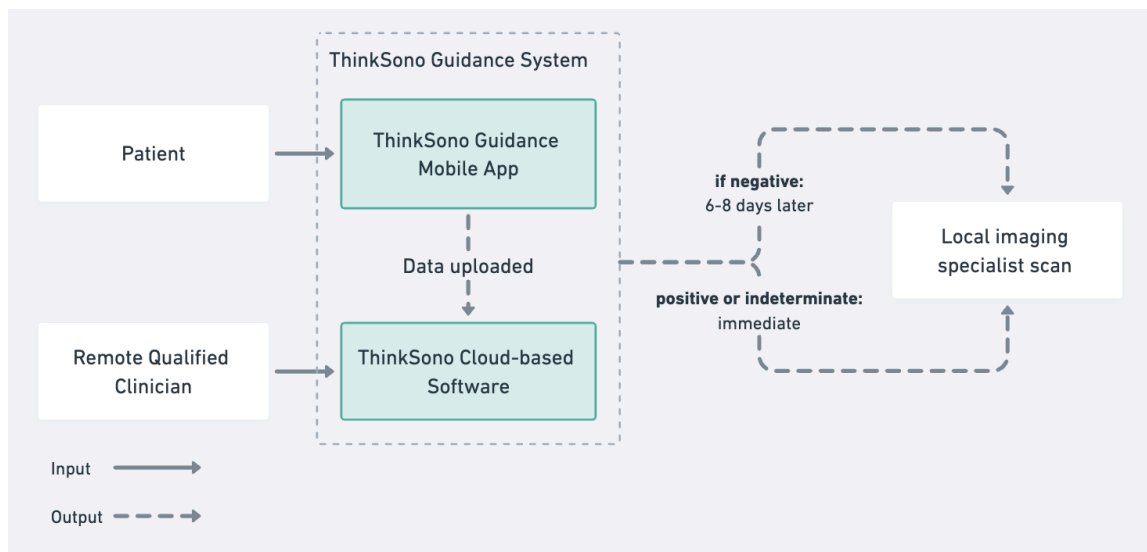 ThinkSono Guidance System
Patient
ThinkSono Guidance
Mobile App
if negative:
6-8 days later
Local imaging
specialist scan
Data uploaded
positive or indeterminate:
immediate
Remote Qualified
Clinician
ThinkSono Cloud-based
Software
Input
Output